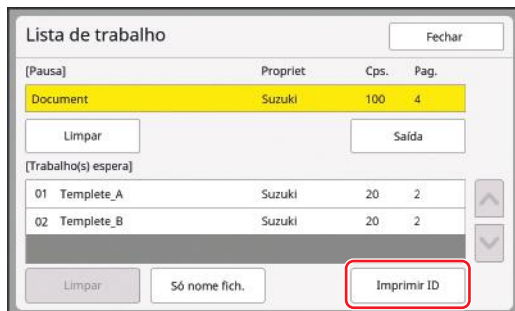 Lista de trabalho Fechar
[Pausa] Propriet Cps. Pag.
Document Suzuki 100 4
Limpar Saída
[Trabalho(s) espera]
01 Templete_A Suzuki 20 2
02 Templete_B Suzuki 20 2
Limpar Só nome fich. Imprimir ID